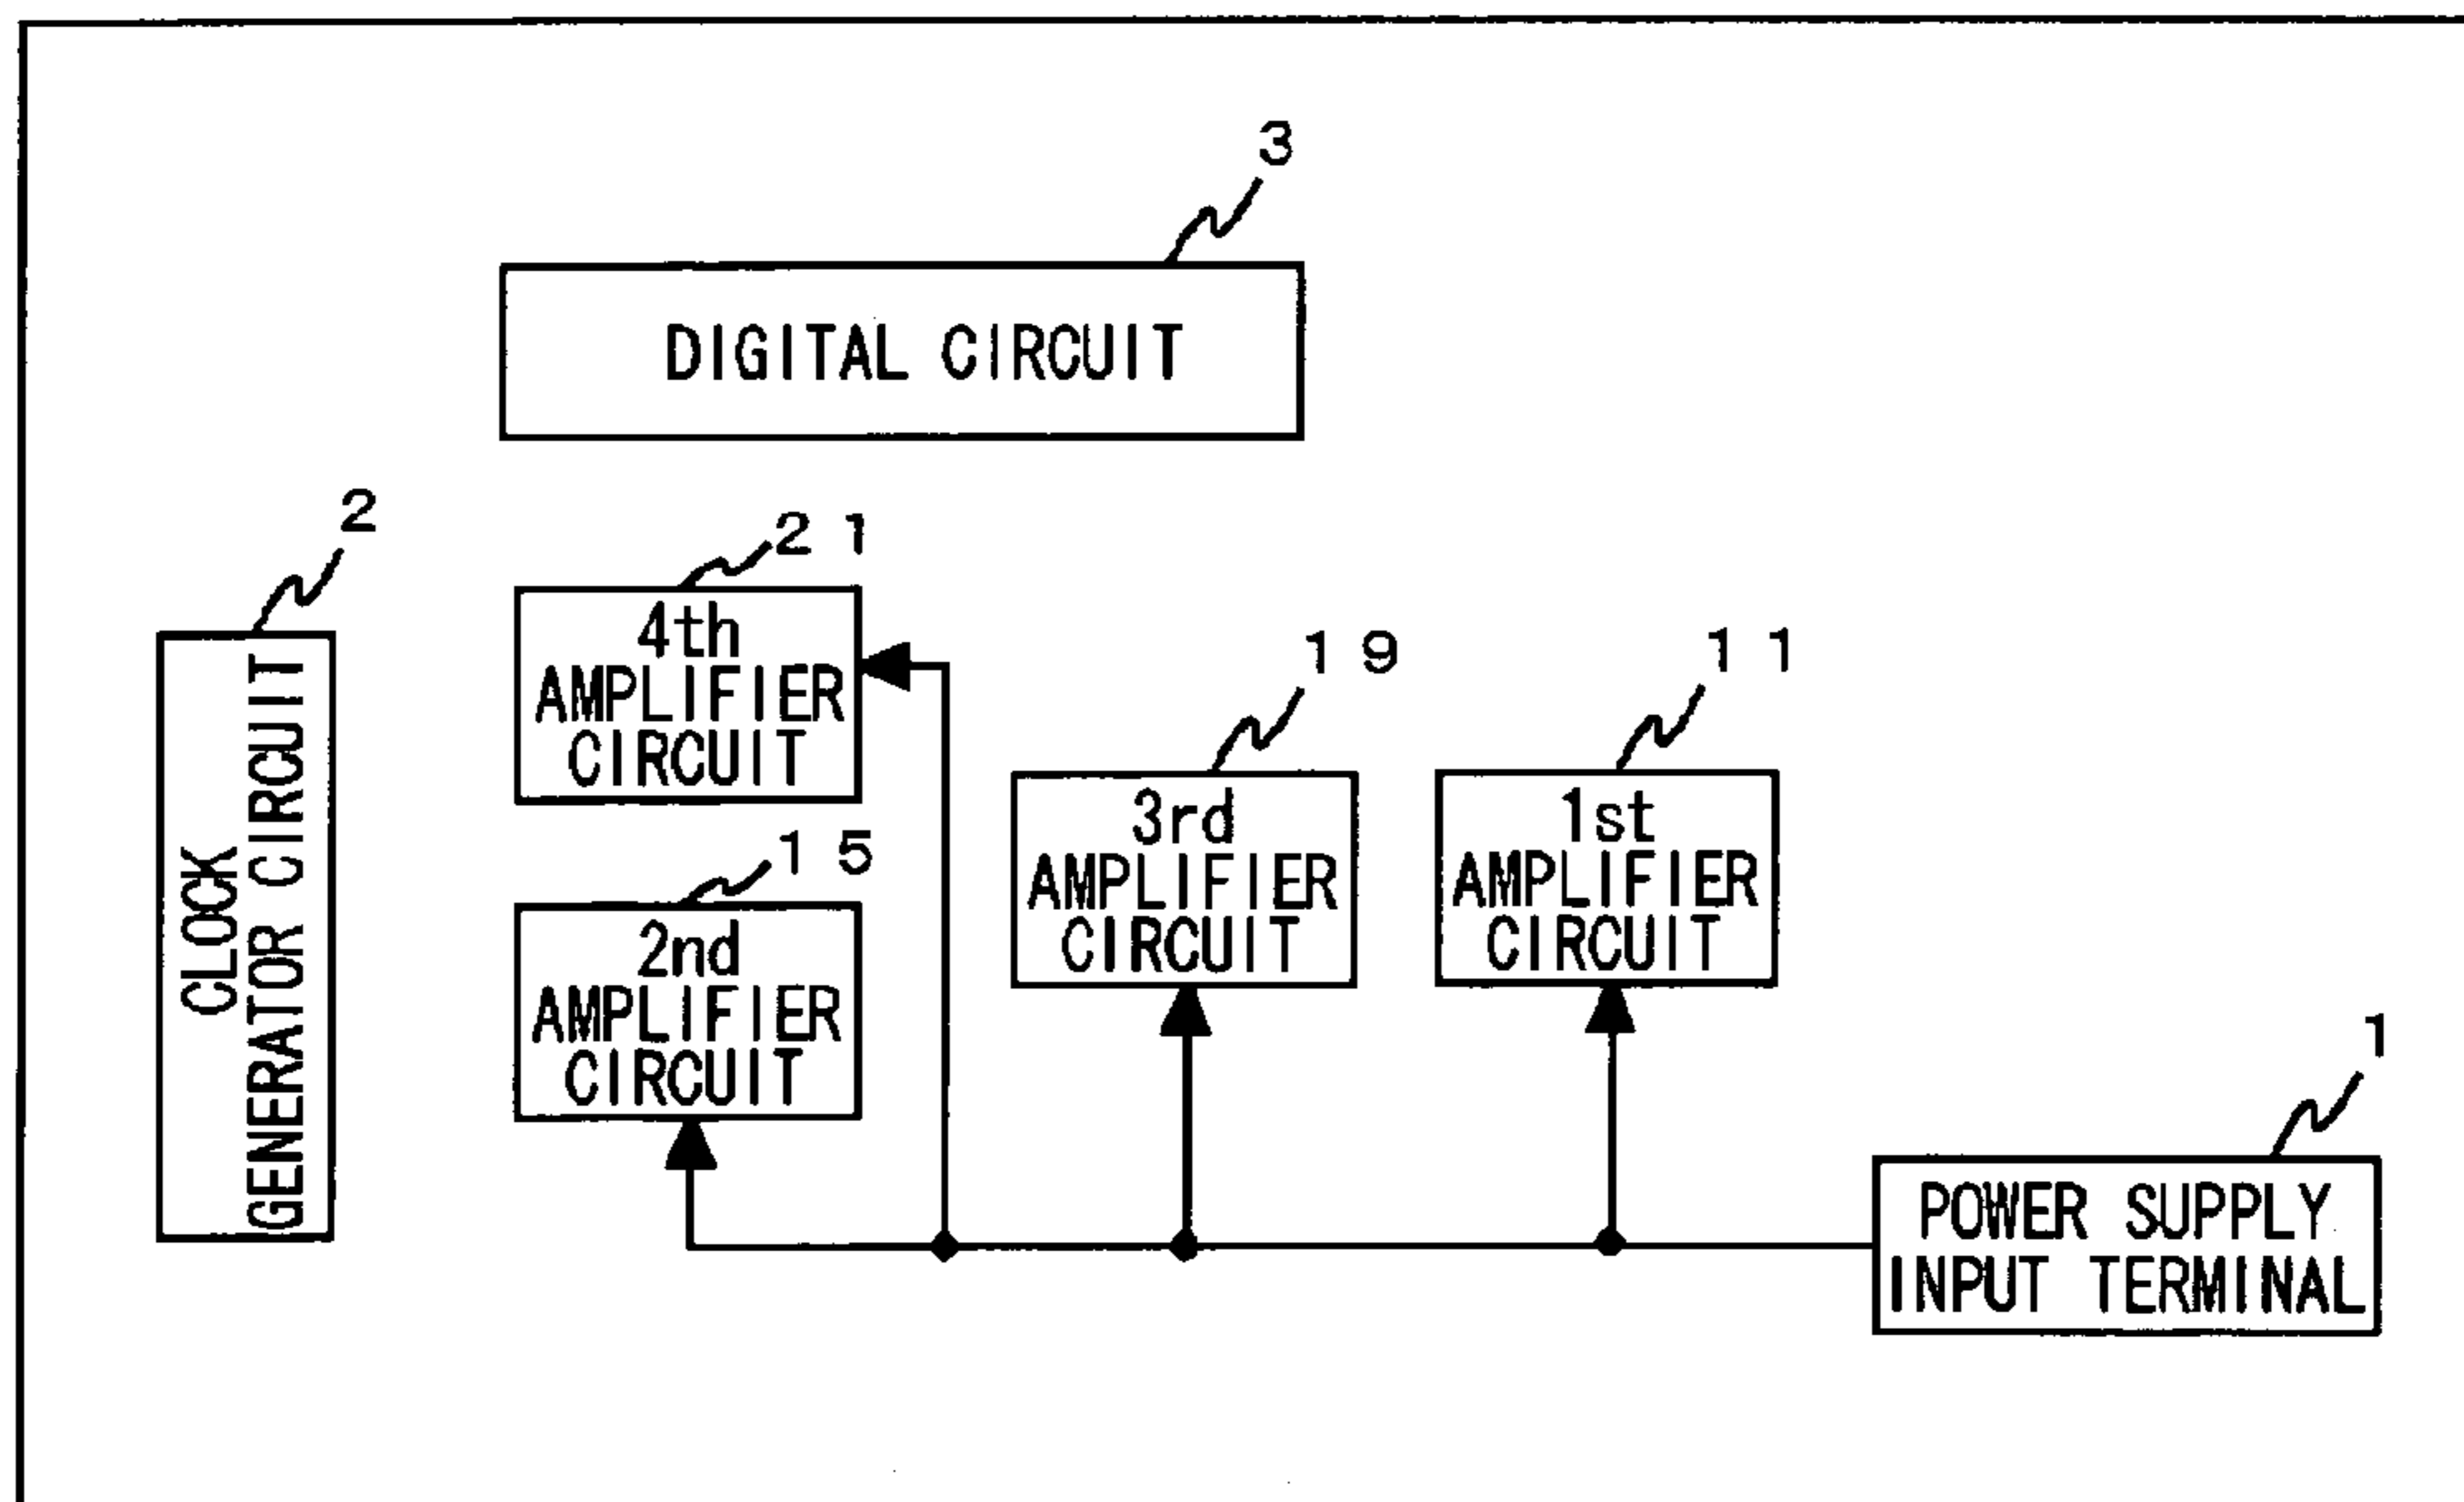 3
DIGITAL CIRCUIT
2
CLOCK
GENERATOR CIRCUIT
21
4th
AMPLIFIER
CIRCUIT
15
2nd
AMPLIFIER
CIRCUIT
19
3rd
AMPLIFIER
CIRCUIT
11
1st
AMPLIFIER
CIRCUIT
1
POWER SUPPLY
INPUT TERMINAL